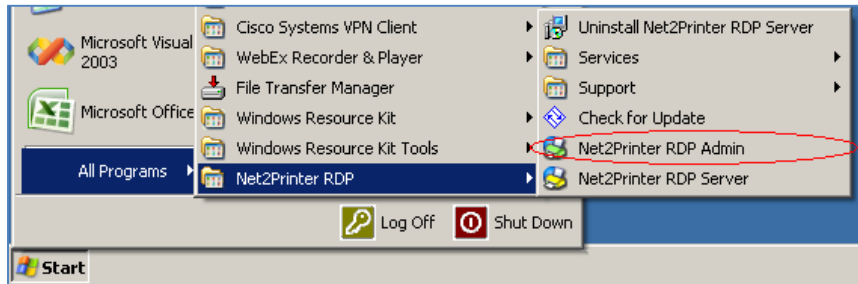 Microsoft Visual
2003
Microsoft Office
All Programs
Cisco Systems VPN Client
WebEx Recorder & Player
File Transfer Manager
Windows Resource Kit
Windows Resource Kit Tools
Net2Printer RDP
Uninstall Net2Printer RDP Server
Services
Support
Check for Update
Net2Printer RDP Admin
Net2Printer RDP Server
Log Off
Shut Down
Start